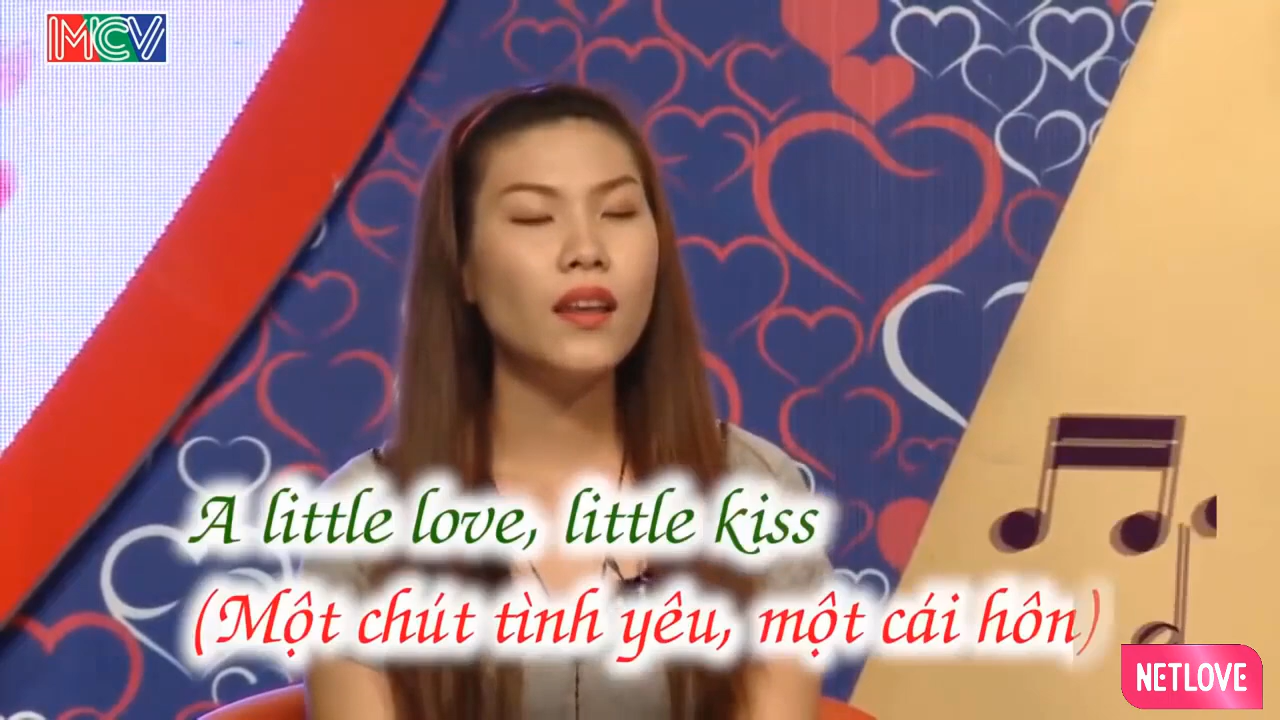 MCV
A little love, little kiss
(Một chút tình yêu, một cái hôn)
NETLOVE